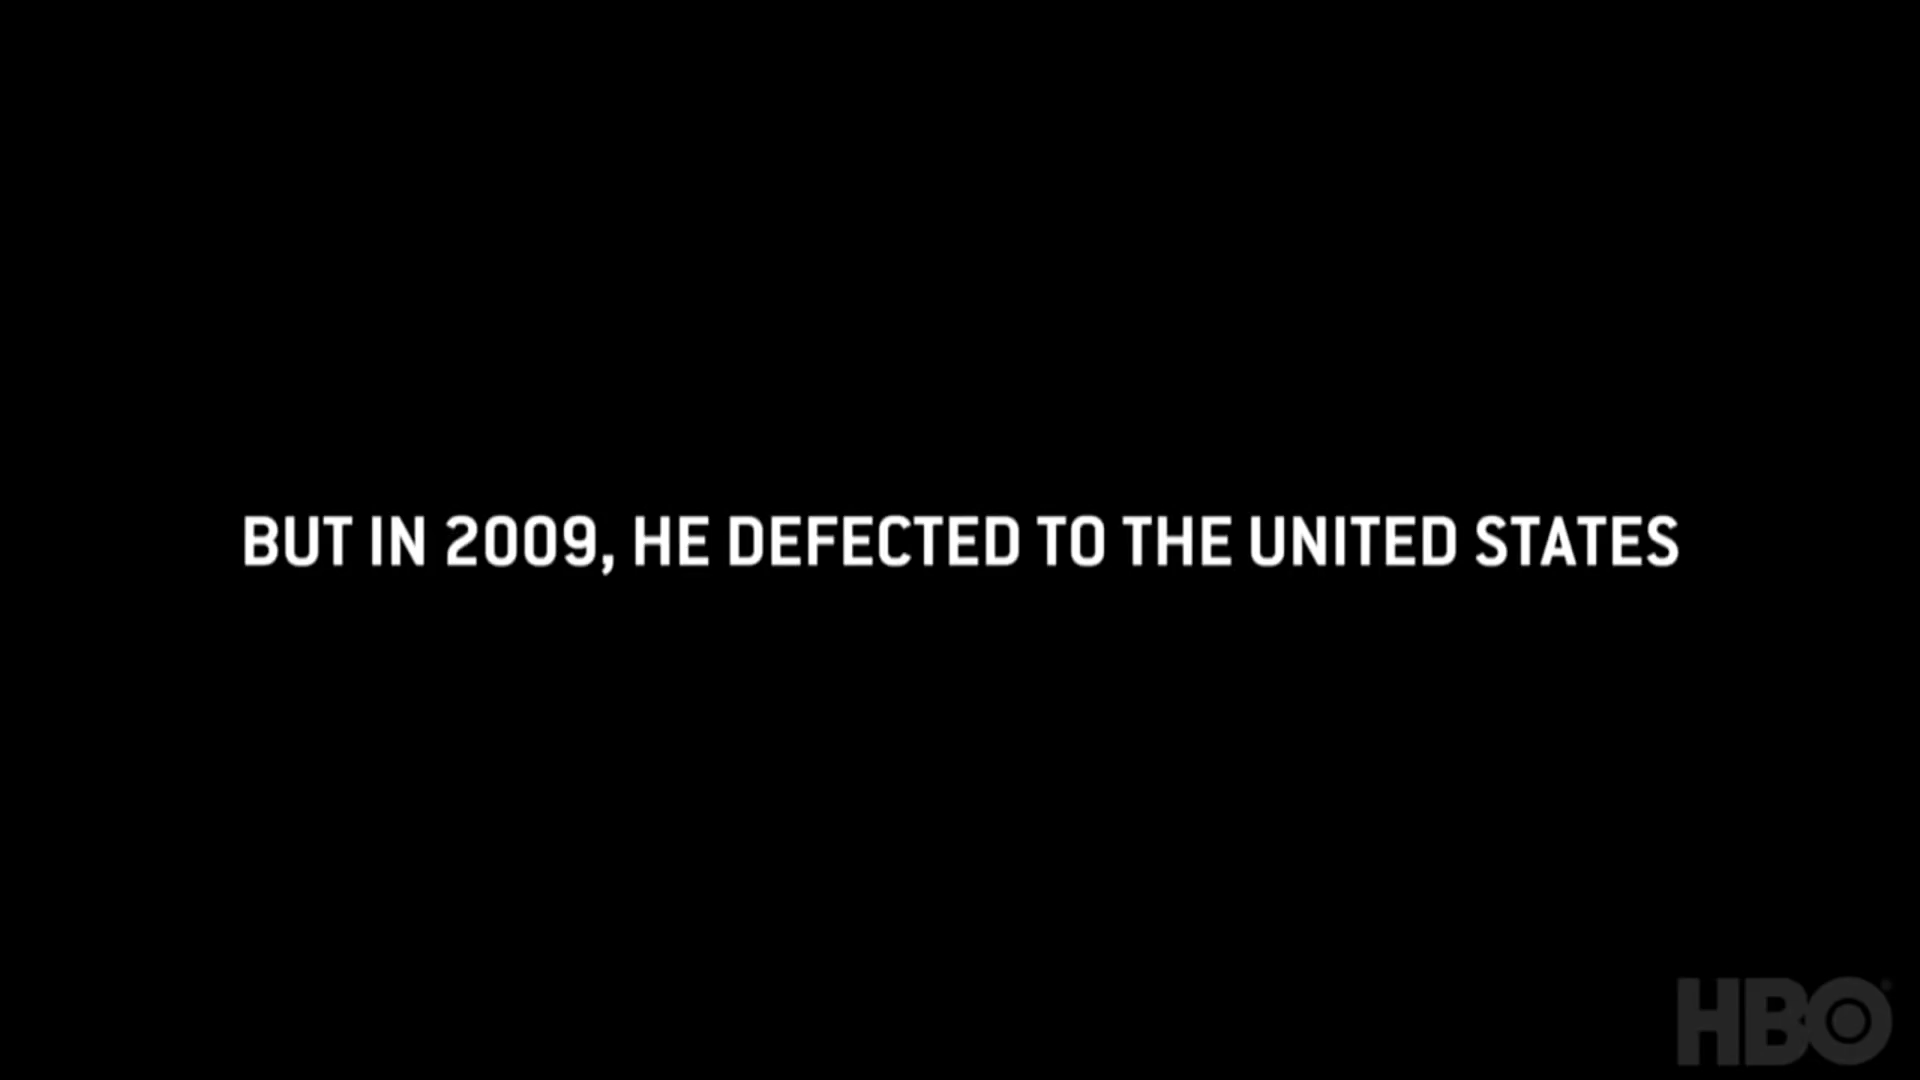 BUT IN 2009, HE DEFECTED TO THE UNITED STATES
HBO